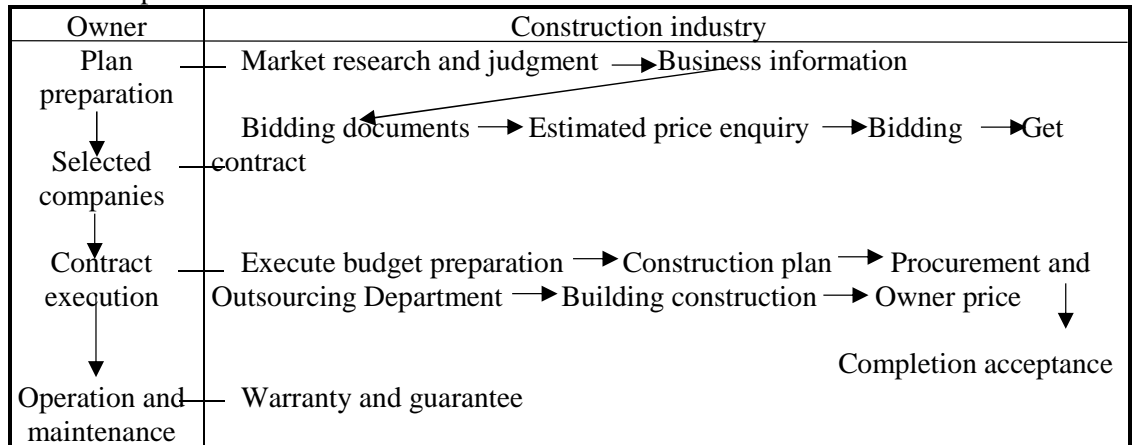 Owner Construction industry
Plan Market research and judgment Business information
preparation
Bidding documents Estimated price enquiry Bidding Get
Selected contract
companies
Contract Execute budget preparation Construction plan Procurement and
execution Outsourcing Department Building construction Owner price
Completion acceptance
Operation and Warranty and guarantee
maintenance